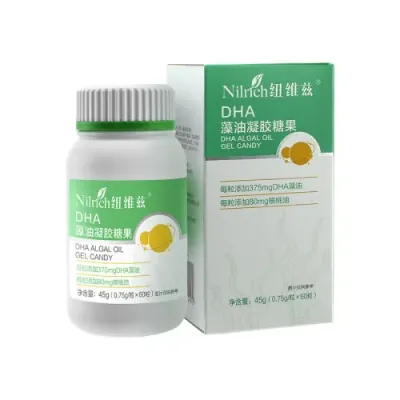 Nilrich纽维兹®
DHA
藻油凝胶糖果
DHA ALGAL OIL
GEL CANDY
每粒添加375mgDHA藻油
每粒添加80mg核桃油
净含量：45g（0.75g/粒×60粒）
Nilrich纽维兹®
DHA
藻油凝胶糖果
DHA ALGAL OIL
GEL CANDY
每粒添加375mgDHA藻油
每粒添加80mg核桃油
图片仅供参考
净含量：45g（0.75g/粒×60粒）